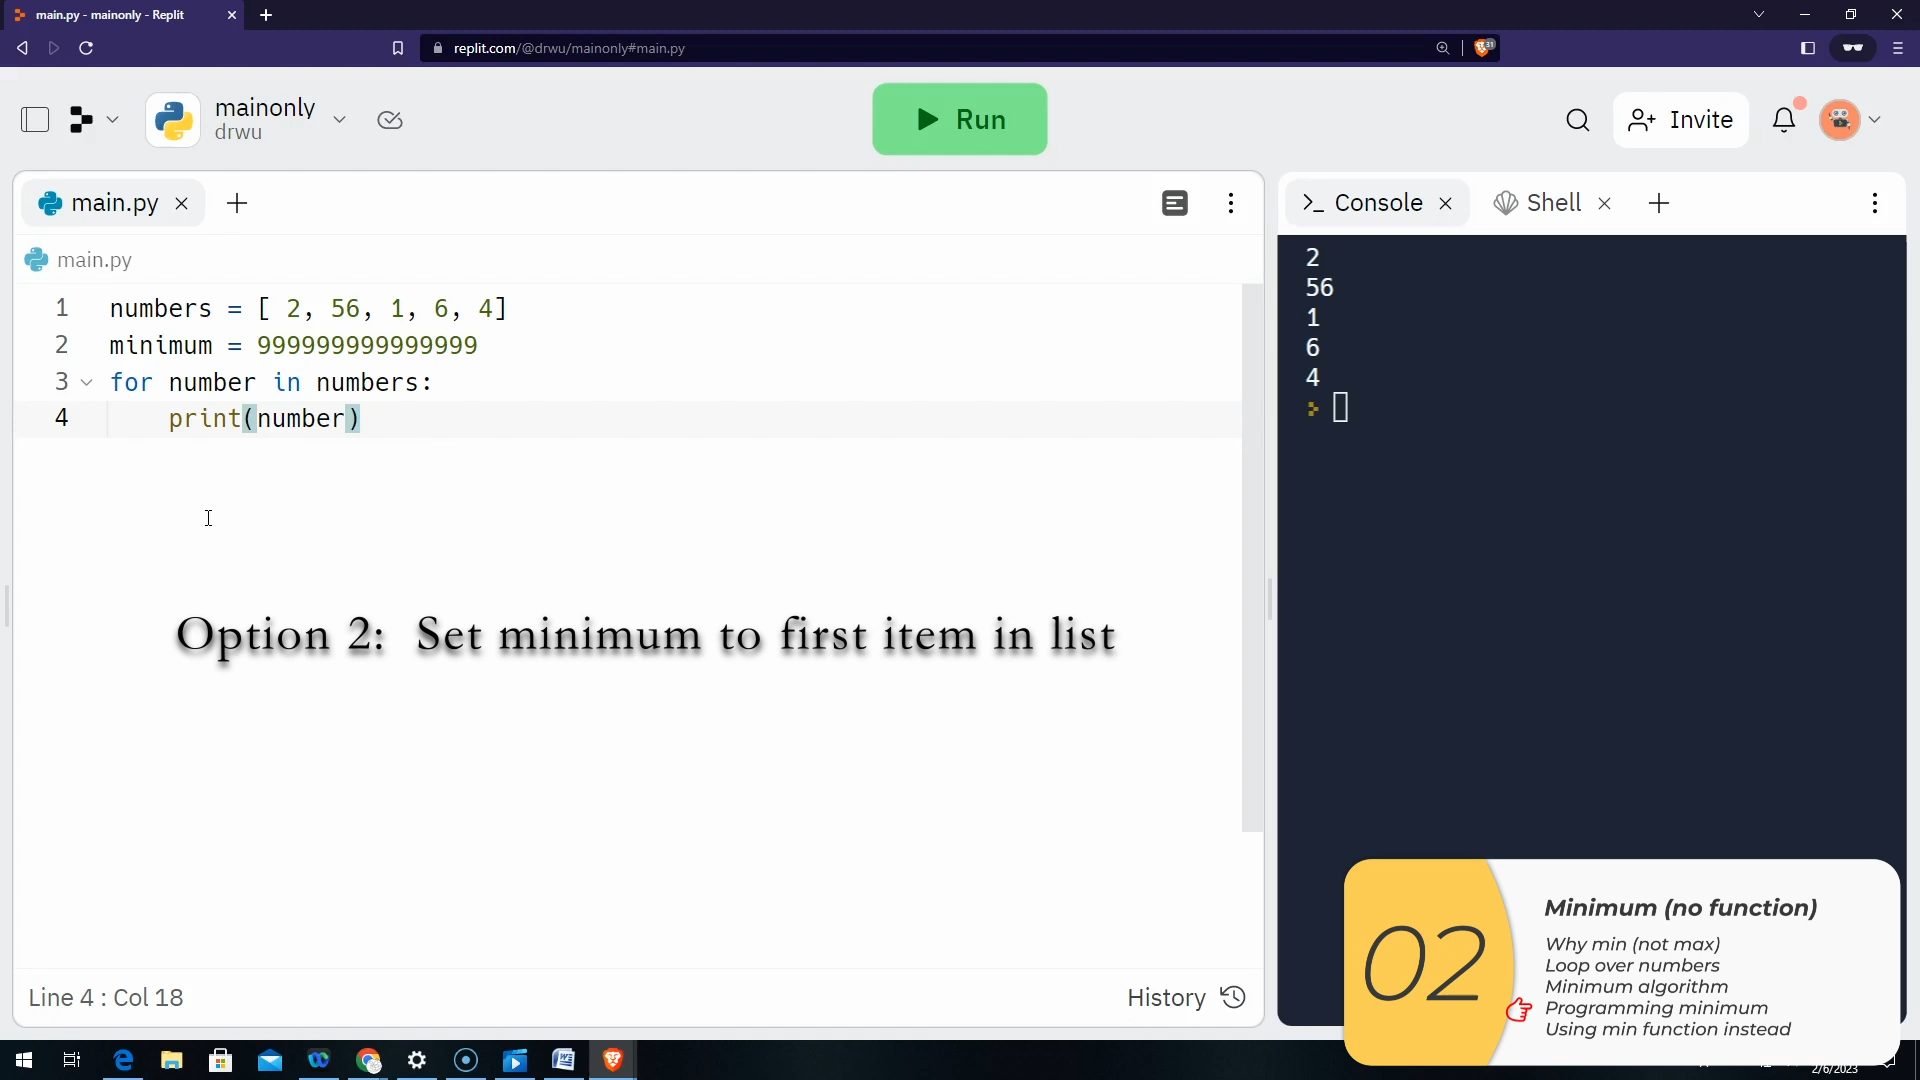 main.py - mainonly - Replit
replit.com/@drwu/mainonly#main.py
31
mainonly
drwu
Run
Invite
main.py
Console
Shell
main.py
1 numbers = [ 2, 56, 1, 6, 4]
2 minimum = 999999999999999
3 for number in numbers:
4 print(number)
2
56
1
6
4
Option 2: Set minimum to first item in list
Line 4 : Col 18
History
02
Minimum (no function)
Why min (not max)
Loop over numbers
Minimum algorithm
Programming minimum
Using min function instead
2/6/2023